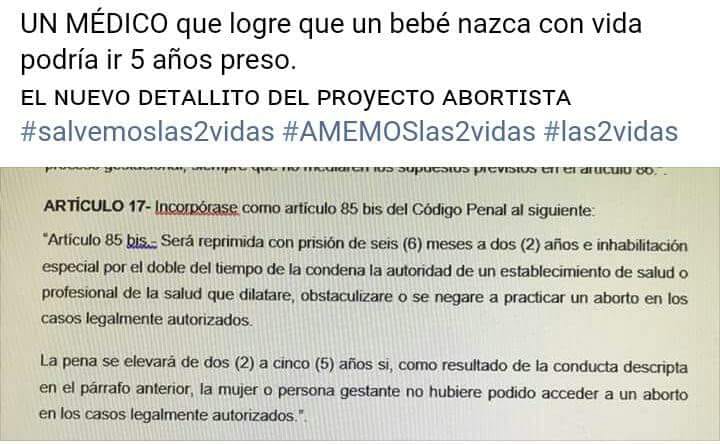 UN MÉDICO que logre que un bebé nazca con vida
podría ir 5 años preso.
EL NUEVO DETALLITO DEL PROyECTO ABORTISTA
#salvemoslas2vidas #AMEMOSlas2vidas #las2vidas
previstos en el artículo 86.".
ARTÍCULO 17- Incorpórase como artículo 85 bis del Código Penal al siguiente:
"Artículo 85 bis.- Será reprimida con prisión de seis (6) meses a dos (2) años e inhabilitación
especial por el doble del tiempo de la condena la autoridad de un establecimiento de salud o
profesional de la salud que dilatare, obstaculizare o se negare a practicar un aborto en los
casos legalmente autorizados.
La pena se elevará de dos (2) a cinco (5) años si, como resultado de la conducta descripta
en el párrafo anterior, la mujer o persona gestante no hubiere podido acceder a un aborto
en los casos legalmente autorizados.".